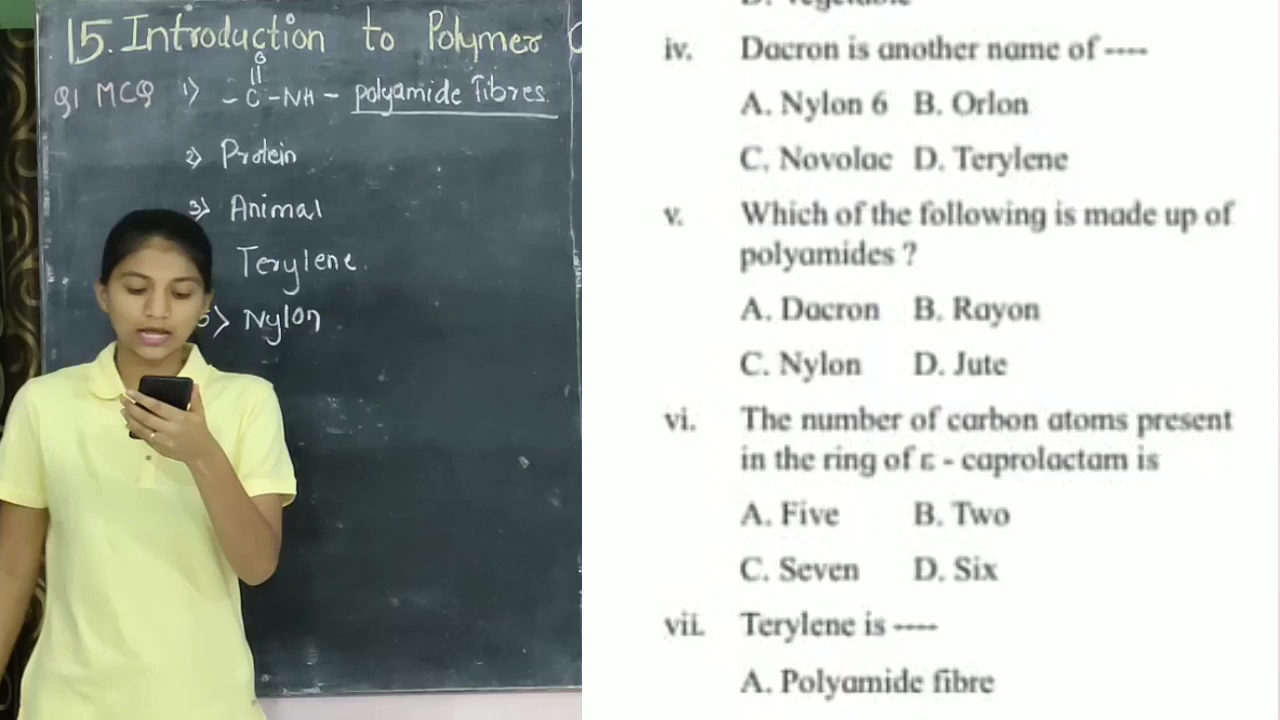 15. Introduction to Polymer
Q1 MCQ 1) O
- C - NH - polyamide fibres.
2) Protein
3) Animal
Terylene.
5) Nylon
iv. Dacron is another name of ----
A. Nylon 6 B. Orlon
C. Novolac D. Terylene
v. Which of the following is made up of
polyamides ?
A. Dacron B. Rayon
C. Nylon D. Jute
vi. The number of carbon atoms present
in the ring of ε - caprolactam is
A. Five B. Two
C. Seven D. Six
vii. Terylene is ----
A. Polyamide fibre